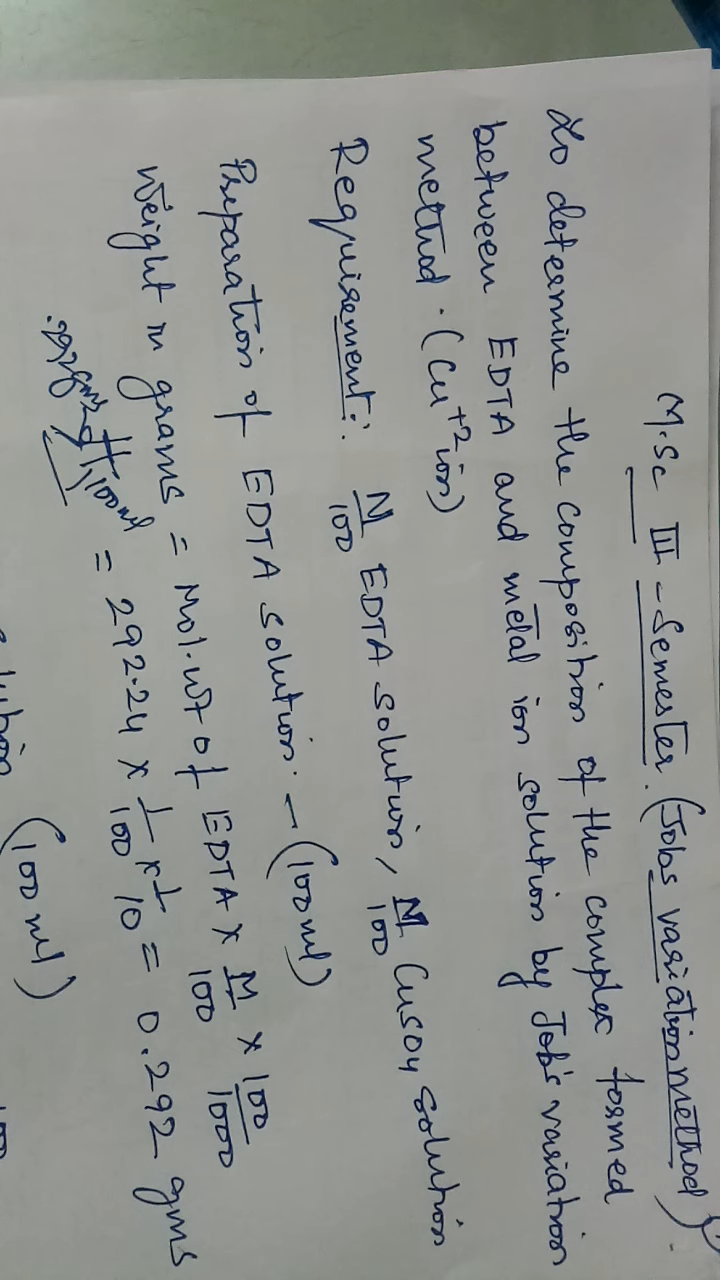 M.Sc III - Semester. (Jobs variation method)
To determine the composition of the complex formed
between EDTA and metal ion solution by Job's variation
method. (Cu+2 ion)
Requirement:. M/100 EDTA solution, M/100 CuSO4 solution
Preparation of EDTA solution. - (100 ml)
Weight in grams = Mol. wt of EDTA x M/100 x 100/1000
= 292.24 x 1/100 x 1/10 = 0.292 gms
100 ml
(100 ml)